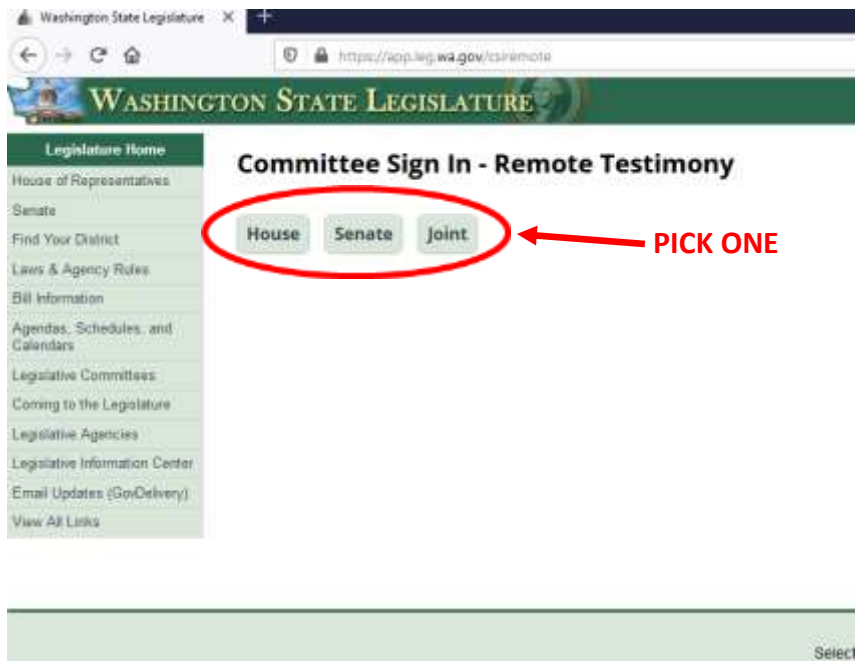 Washington State Legislature
https://app.leg.wa.gov/csiremote
WASHINGTON STATE LEGISLATURE
Legislature Home
House of Representatives
Senate
Find Your District
Laws & Agency Rules
Bill Information
Agendas, Schedules, and
Calendars
Legislative Committees
Coming to the Legislature
Legislative Agencies
Legislative Information Center
Email Updates (GovDelivery)
View All Links
Committee Sign In - Remote Testimony
House Senate Joint
PICK ONE
Select